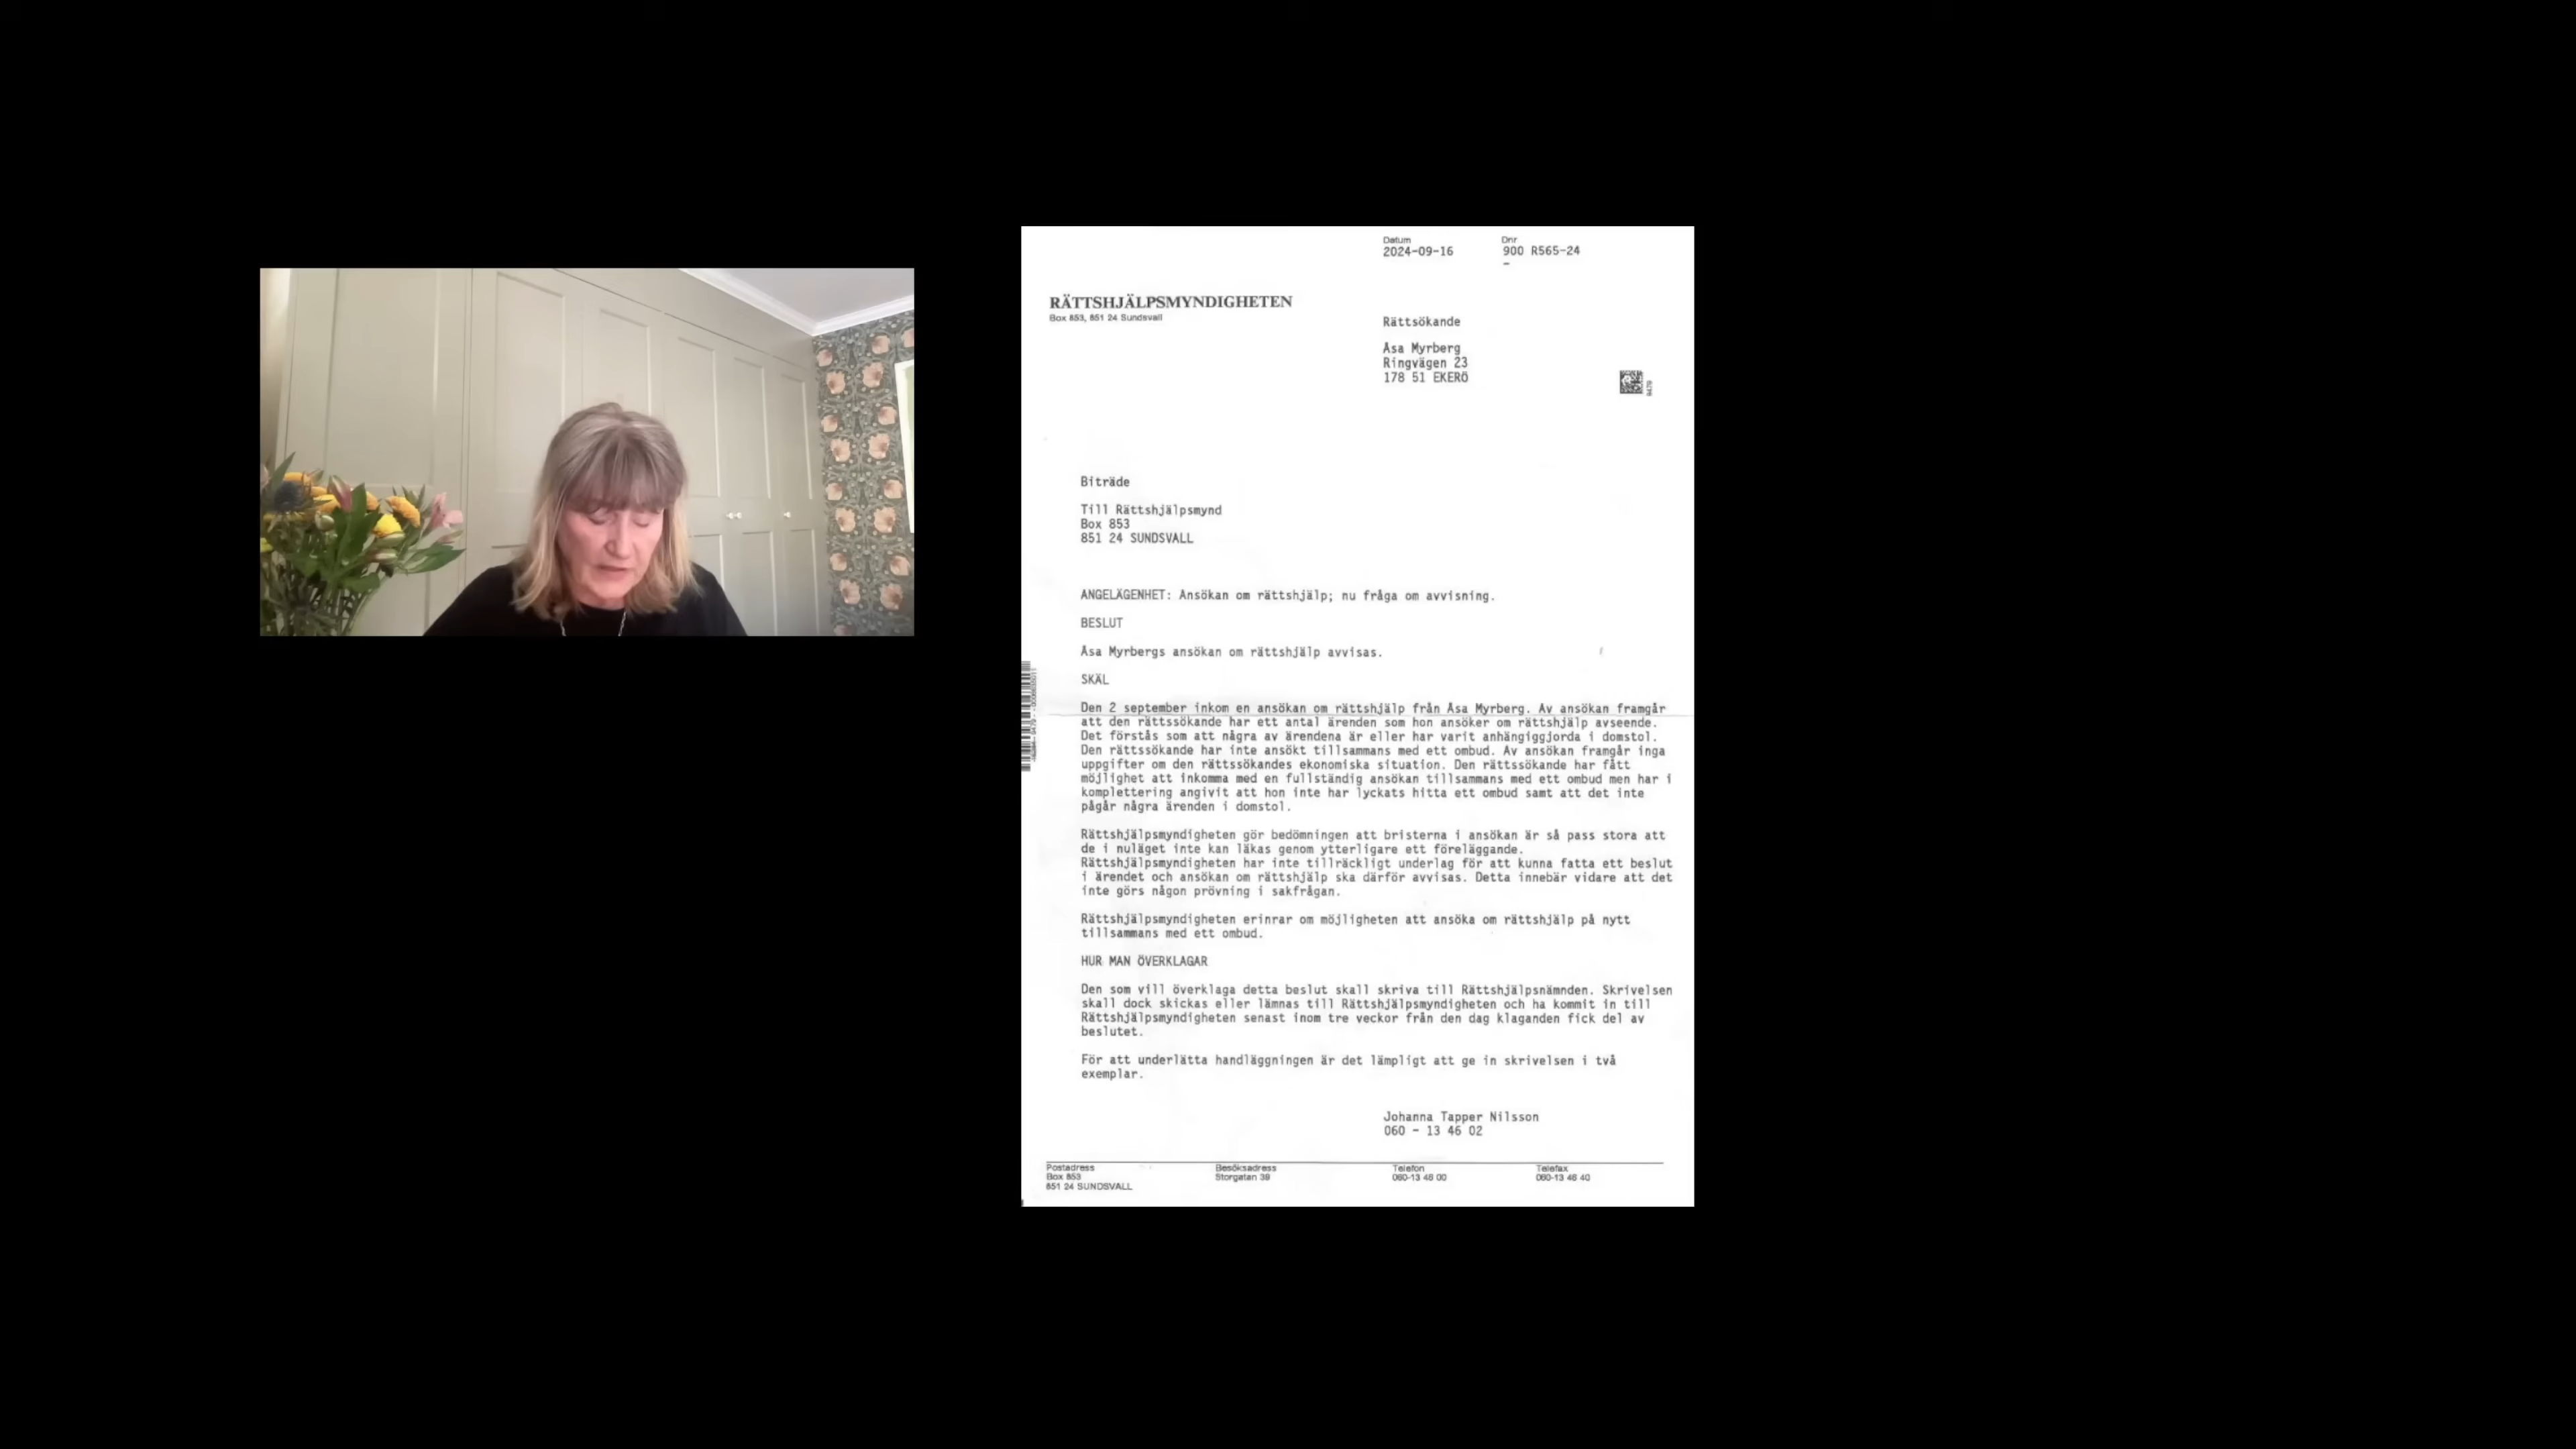 Datum
2024-09-16
Dnr
900 R565-24
-
RÄTTSHJÄLPSMYNDIGHETEN
Box 853, 851 24 Sundsvall
Rättsökande
Åsa Myrberg
Ringvägen 23
178 51 EKERÖ
Biträde
Till Rättshjälpsmynd
Box 853
851 24 SUNDSVALL
ANGELÄGENHET: Ansökan om rättshjälp; nu fråga om avvisning.
BESLUT
Åsa Myrbergs ansökan om rättshjälp avvisas.
SKÄL
Den 2 september inkom en ansökan om rättshjälp från Åsa Myrberg. Av ansökan framgår
att den rättssökande har ett antal ärenden som hon ansöker om rättshjälp avseende.
Det förstås som att några av ärendena är eller har varit anhängiggjorda i domstol.
Den rättssökande har inte ansökt tillsammans med ett ombud. Av ansökan framgår inga
uppgifter om den rättssökandes ekonomiska situation. Den rättssökande har fått
möjlighet att inkomma med en fullständig ansökan tillsammans med ett ombud men har i
komplettering angivit att hon inte har lyckats hitta ett ombud samt att det inte
pågår några ärenden i domstol.
Rättshjälpsmyndigheten gör bedömningen att bristerna i ansökan är så pass stora att
de i nuläget inte kan läkas genom ytterligare ett föreläggande.
Rättshjälpsmyndigheten har inte tillräckligt underlag för att kunna fatta ett beslut
i ärendet och ansökan om rättshjälp ska därför avvisas. Detta innebär vidare att det
inte görs någon prövning i sakfrågan.
Rättshjälpsmyndigheten erinrar om möjligheten att ansöka om rättshjälp på nytt
tillsammans med ett ombud.
HUR MAN ÖVERKLAGAR
Den som vill överklaga detta beslut skall skriva till Rättshjälpsnämnden. Skrivelsen
skall dock skickas eller lämnas till Rättshjälpsmyndigheten och ha kommit in till
Rättshjälpsmyndigheten senast inom tre veckor från den dag klaganden fick del av
beslutet.
För att underlätta handläggningen är det lämpligt att ge in skrivelsen i två
exemplar.
Johanna Tapper Nilsson
060 - 13 46 02
Postadress
Box 853
851 24 SUNDSVALL
Besöksadress
Storgatan 39
Telefon
060-13 46 00
Telefax
060-13 46 40